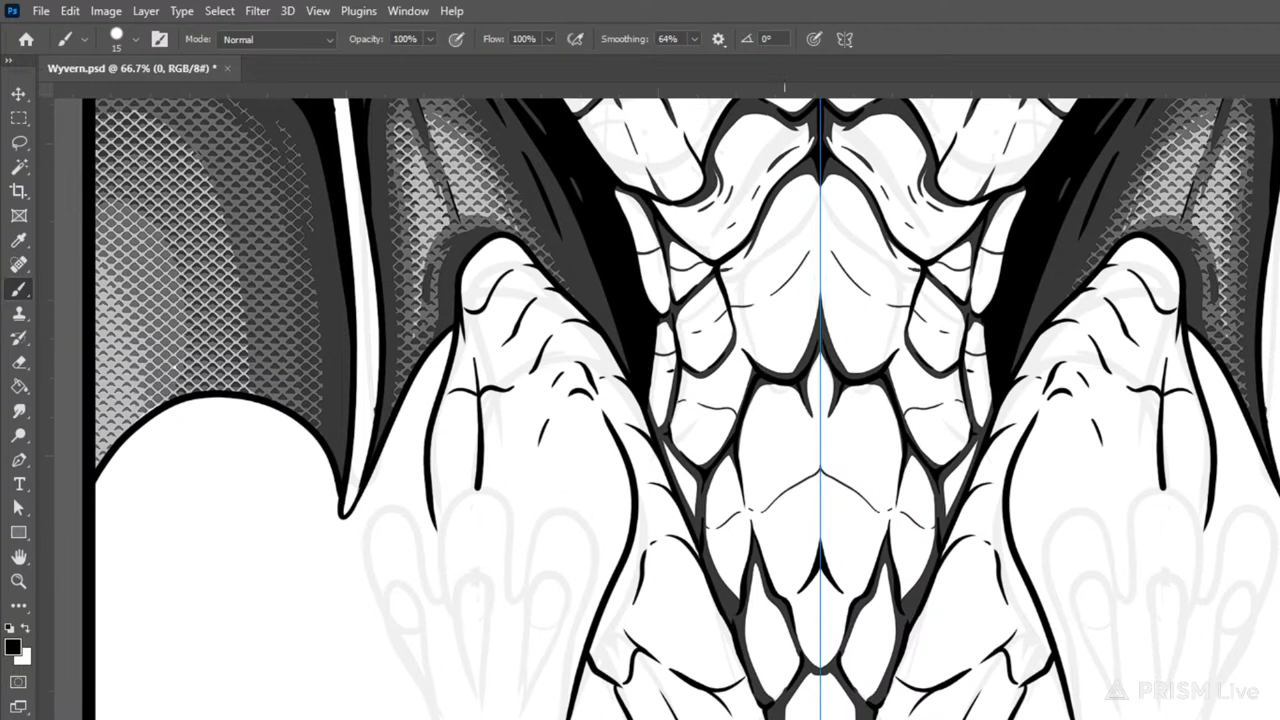 Ps File Edit Image Layer Type Select Filter 3D View Plugins Window Help
15 Mode: Normal Opacity: 100% Flow: 100% Smoothing: 64% 0°
Wyvern.psd @ 66.7% (0, RGB/8#) * ×
PRISM Live